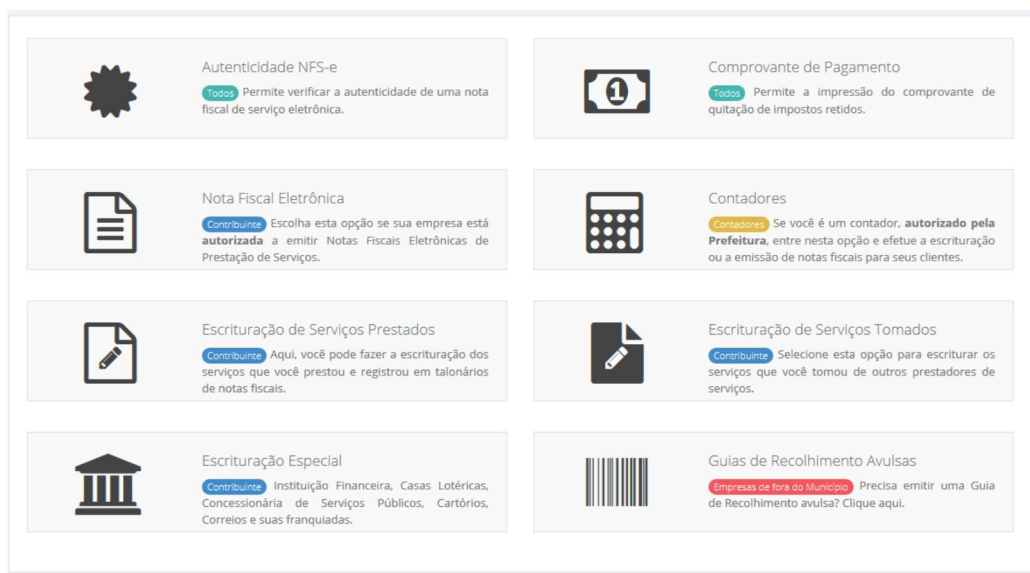 Autenticidade NFS-e
Todos Permite verificar a autenticidade de uma nota
fiscal de serviço eletrônica.
Comprovante de Pagamento
Todos Permite a impressão do comprovante de
quitação de impostos retidos.
Nota Fiscal Eletrônica
Contribuinte Escolha esta opção se sua empresa está
autorizada a emitir Notas Fiscais Eletrônicas de
Prestação de Serviços.
Contadores
Contadores Se você é um contador, autorizado pela
Prefeitura, entre nesta opção e efetue a escrituração
ou a emissão de notas fiscais para seus clientes.
Escrituração de Serviços Prestados
Contribuinte Aqui, você pode fazer a escrituração dos
serviços que você prestou e registrou em talonários
de notas fiscais.
Escrituração de Serviços Tomados
Contribuinte Selecione esta opção para escriturar os
serviços que você tomou de outros prestadores de
serviços.
Escrituração Especial
Contribuinte Instituição Financeira, Casas Lotéricas,
Concessionária de Serviços Públicos, Cartórios,
Correios e suas franquiadas.
Guias de Recolhimento Avulsas
Empresas de fora do Município Precisa emitir uma Guia
de Recolhimento avulsa? Clique aqui.
1